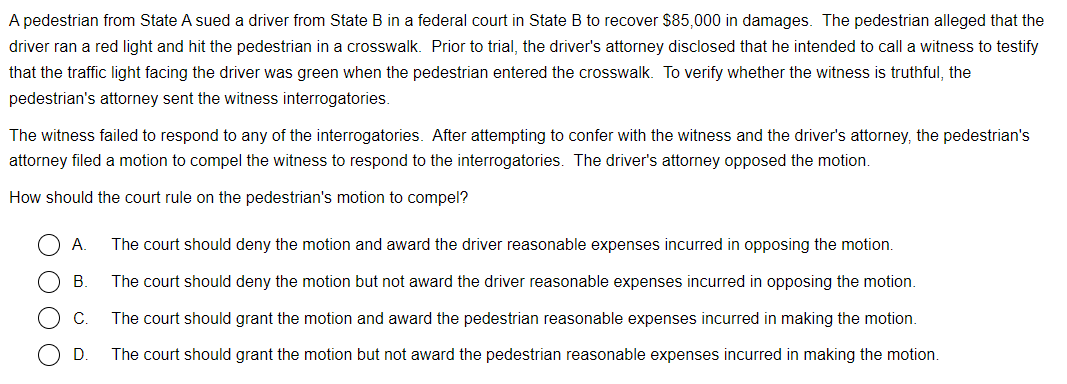 A pedestrian from State A sued a driver from State B in a federal court in State B to recover $85,000 in damages.  The pedestrian alleged that the
driver ran a red light and hit the pedestrian in a crosswalk.  Prior to trial, the driver's attorney disclosed that he intended to call a witness to testify
that the traffic light facing the driver was green when the pedestrian entered the crosswalk.  To verify whether the witness is truthful, the
pedestrian's attorney sent the witness interrogatories.
The witness failed to respond to any of the interrogatories.  After attempting to confer with the witness and the driver's attorney, the pedestrian's
attorney filed a motion to compel the witness to respond to the interrogatories.  The driver's attorney opposed the motion.
How should the court rule on the pedestrian's motion to compel?
A. The court should deny the motion and award the driver reasonable expenses incurred in opposing the motion.
B. The court should deny the motion but not award the driver reasonable expenses incurred in opposing the motion.
C. The court should grant the motion and award the pedestrian reasonable expenses incurred in making the motion.
D. The court should grant the motion but not award the pedestrian reasonable expenses incurred in making the motion.